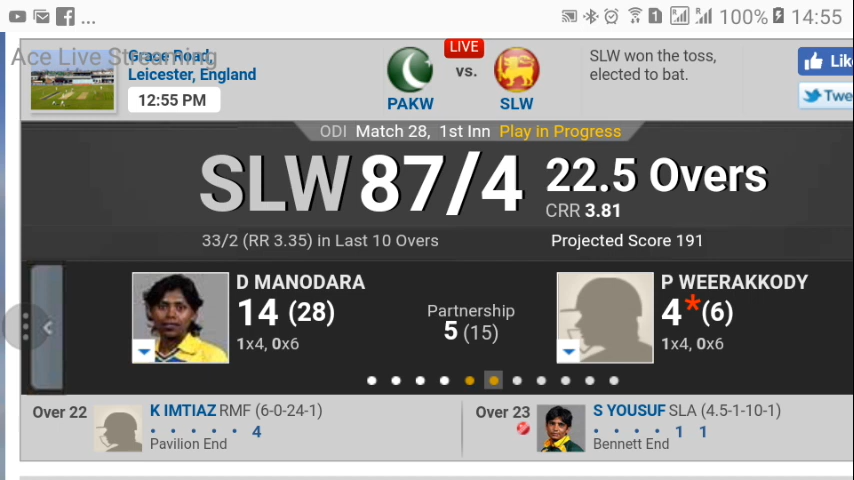 ... 100% 14:55
Ace Live Streaming
Grace Road,
Leicester, England
12:55 PM
LIVE
PAKW vs. SLW
SLW won the toss,
elected to bat.
Lik
Twe
ODI Match 28, 1st Inn Play in Progress
SLW 87/4 22.5 Overs
CRR 3.81
33/2 (RR 3.35) in Last 10 Overs Projected Score 191
D MANODARA
14 (28)
1x4, 0x6
Partnership
5 (15)
P WEERAKKODY
4* (6)
1x4, 0x6
Over 22 K IMTIAZ RMF (6-0-24-1)
• • • • • 4
Pavilion End
Over 23 S YOUSUF SLA (4.5-1-10-1)
• • • • 1 1
Bennett End